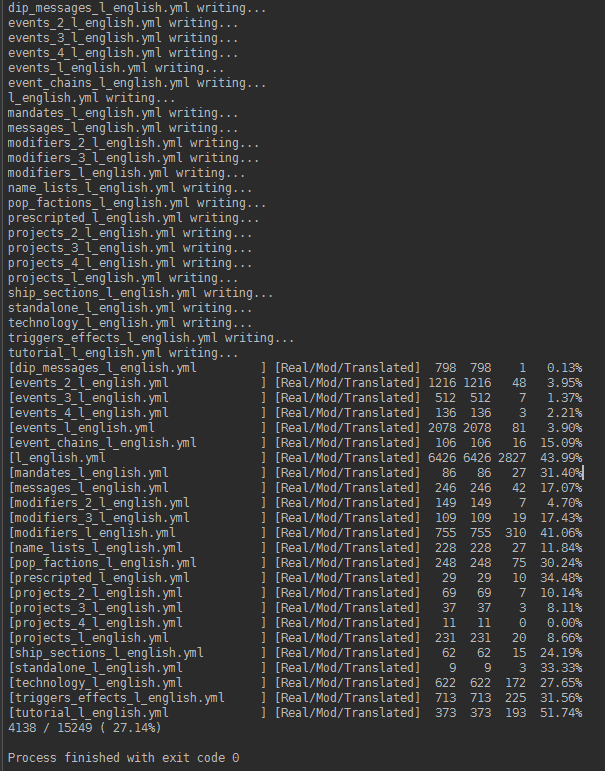 dip_messages_l_english.yml writing...
events_2_l_english.yml writing...
events_3_l_english.yml writing...
events_4_l_english.yml writing...
events_l_english.yml writing...
event_chains_l_english.yml writing...
l_english.yml writing...
mandates_l_english.yml writing...
messages_l_english.yml writing...
modifiers_2_l_english.yml writing...
modifiers_3_l_english.yml writing...
modifiers_l_english.yml writing...
name_lists_l_english.yml writing...
pop_factions_l_english.yml writing...
prescripted_l_english.yml writing...
projects_2_l_english.yml writing...
projects_3_l_english.yml writing...
projects_4_l_english.yml writing...
projects_l_english.yml writing...
ship_sections_l_english.yml writing...
standalone_l_english.yml writing...
technology_l_english.yml writing...
triggers_effects_l_english.yml writing...
tutorial_l_english.yml writing...
[dip_messages_l_english.yml         ] [Real/Mod/Translated]  798  798    1   0.13%
[events_2_l_english.yml             ] [Real/Mod/Translated] 1216 1216   48   3.95%
[events_3_l_english.yml             ] [Real/Mod/Translated]  512  512    7   1.37%
[events_4_l_english.yml             ] [Real/Mod/Translated]  136  136    3   2.21%
[events_l_english.yml               ] [Real/Mod/Translated] 2078 2078   81   3.90%
[event_chains_l_english.yml         ] [Real/Mod/Translated]  106  106   16  15.09%
[l_english.yml                      ] [Real/Mod/Translated] 6426 6426 2827  43.99%
[mandates_l_english.yml             ] [Real/Mod/Translated]   86   86   27  31.40%
[messages_l_english.yml             ] [Real/Mod/Translated]  246  246   42  17.07%
[modifiers_2_l_english.yml          ] [Real/Mod/Translated]  149  149    7   4.70%
[modifiers_3_l_english.yml          ] [Real/Mod/Translated]  109  109   19  17.43%
[modifiers_l_english.yml            ] [Real/Mod/Translated]  755  755  310  41.06%
[name_lists_l_english.yml           ] [Real/Mod/Translated]  228  228   27  11.84%
[pop_factions_l_english.yml         ] [Real/Mod/Translated]  248  248   75  30.24%
[prescripted_l_english.yml          ] [Real/Mod/Translated]   29   29   10  34.48%
[projects_2_l_english.yml           ] [Real/Mod/Translated]   69   69    7  10.14%
[projects_3_l_english.yml           ] [Real/Mod/Translated]   37   37    3   8.11%
[projects_4_l_english.yml           ] [Real/Mod/Translated]   11   11    0   0.00%
[projects_l_english.yml             ] [Real/Mod/Translated]  231  231   20   8.66%
[ship_sections_l_english.yml        ] [Real/Mod/Translated]   62   62   15  24.19%
[standalone_l_english.yml           ] [Real/Mod/Translated]    9    9    3  33.33%
[technology_l_english.yml           ] [Real/Mod/Translated]  622  622  172  27.65%
[triggers_effects_l_english.yml     ] [Real/Mod/Translated]  713  713  225  31.56%
[tutorial_l_english.yml             ] [Real/Mod/Translated]  373  373  193  51.74%
4138 / 15249 ( 27.14%)
Process finished with exit code 0